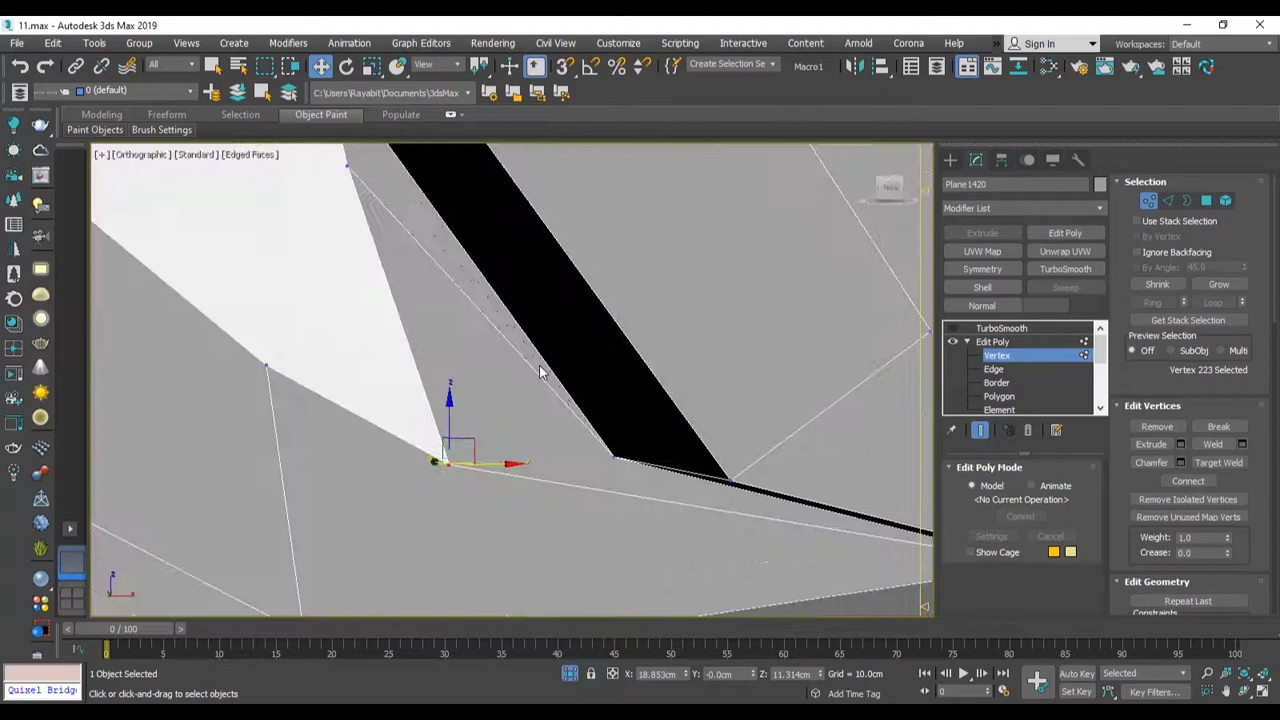 11.max - Autodesk 3ds Max 2019
File Edit Tools Group Views Create Modifiers Animation Graph Editors Rendering Civil View Customize Scripting Interactive Content Arnold Corona Help Sign In Workspaces: Default
All View Create Selection Se Macro1
0 (default) C:\Users\Rayabit\Documents\3dsMax
Modeling Freeform Selection Object Paint Populate
Paint Objects Brush Settings
[+] [Orthographic] [Standard] [Edged Faces]
z
z
Plane1420
Modifier List
Extrude Edit Poly
UVW Map Unwrap UVW
Symmetry TurboSmooth
Shell Sweep
Normal
TurboSmooth
Edit Poly
Vertex
Edge
Border
Polygon
Element
Edit Poly Mode
Model Animate
<No Current Operation>
Commit
Settings Cancel
Show Cage
Selection
Use Stack Selection
By Vertex
Ignore Backfacing
By Angle: 45.0
Shrink Grow
Ring Loop
Get Stack Selection
Preview Selection
Off SubObj Multi
Vertex 223 Selected
Edit Vertices
Remove Break
Extrude Weld
Chamfer Target Weld
Connect
Remove Isolated Vertices
Remove Unused Map Verts
Weight: 1.0
Crease: 0.0
Edit Geometry
Repeat Last
Constraints
0 / 100
0 5 10 15 20 25 30 35 40 45 50 55 60 65 70 75 80 85 90 95 100
1 Object Selected X: 18.853cm Y: -0.0cm Z: 11.314cm Grid = 10.0cm Auto Key Selected
Quixel Bridge Click or click-and-drag to select objects Add Time Tag Set Key Key Filters... 0